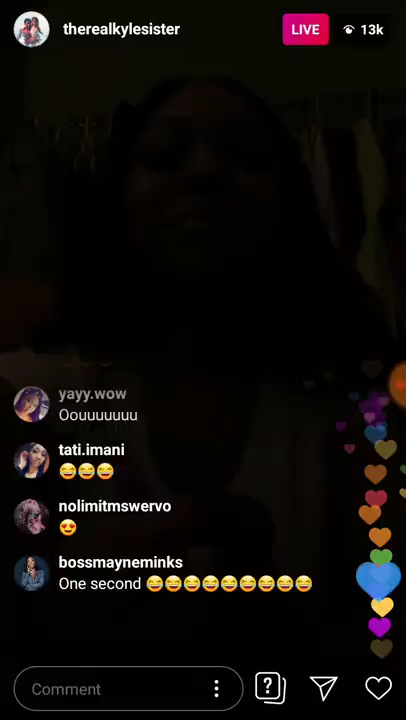 therealkylesister
LIVE
13k
yayy.wow
Oouuuuuuu
tati.imani
😂😂😂
nolimitmswervo
😍
bossmayneminks
One second 😂😂😂😂😂😂😂😂
Comment